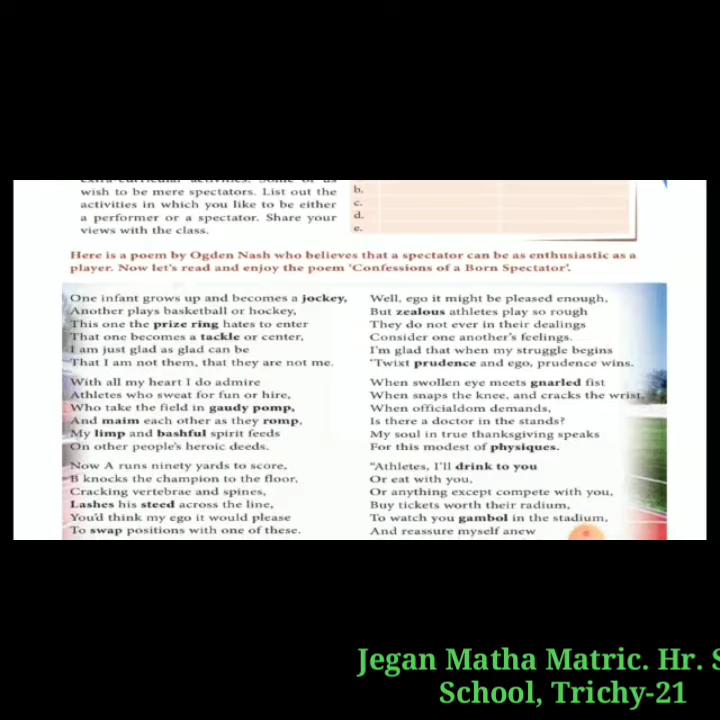 wish to be mere spectators. List out the
activities in which you like to be either
a performer or a spectator. Share your
views with the class.
b.
c.
d.
e.
Here is a poem by Ogden Nash who believes that a spectator can be as enthusiastic as a
player. Now let's read and enjoy the poem 'Confessions of a Born Spectator'.
One infant grows up and becomes a jockey,
Another plays basketball or hockey,
This one the prize ring hates to enter
That one becomes a tackle or center,
I am just glad as glad can be
That I am not them, that they are not me.
With all my heart I do admire
Athletes who sweat for fun or hire,
Who take the field in gaudy pomp,
And maim each other as they romp,
My limp and bashful spirit feeds
On other people's heroic deeds.
Now A runs ninety yards to score,
B knocks the champion to the floor,
Cracking vertebrae and spines,
Lashes his steed across the line,
You'd think my ego it would please
To swap positions with one of these.
Well, ego it might be pleased enough,
But zealous athletes play so rough
They do not ever in their dealings
Consider one another's feelings.
I'm glad that when my struggle begins
'Twixt prudence and ego, prudence wins.
When swollen eye meets gnarled fist
When snaps the knee, and cracks the wrist,
When officialdom demands,
Is there a doctor in the stands?
My soul in true thanksgiving speaks
For this modest of physiques.
"Athletes, I'll drink to you
Or eat with you,
Or anything except compete with you,
Buy tickets worth their radium,
To watch you gambol in the stadium,
And reassure myself anew
Jegan Matha Matric. Hr. S
School, Trichy-21